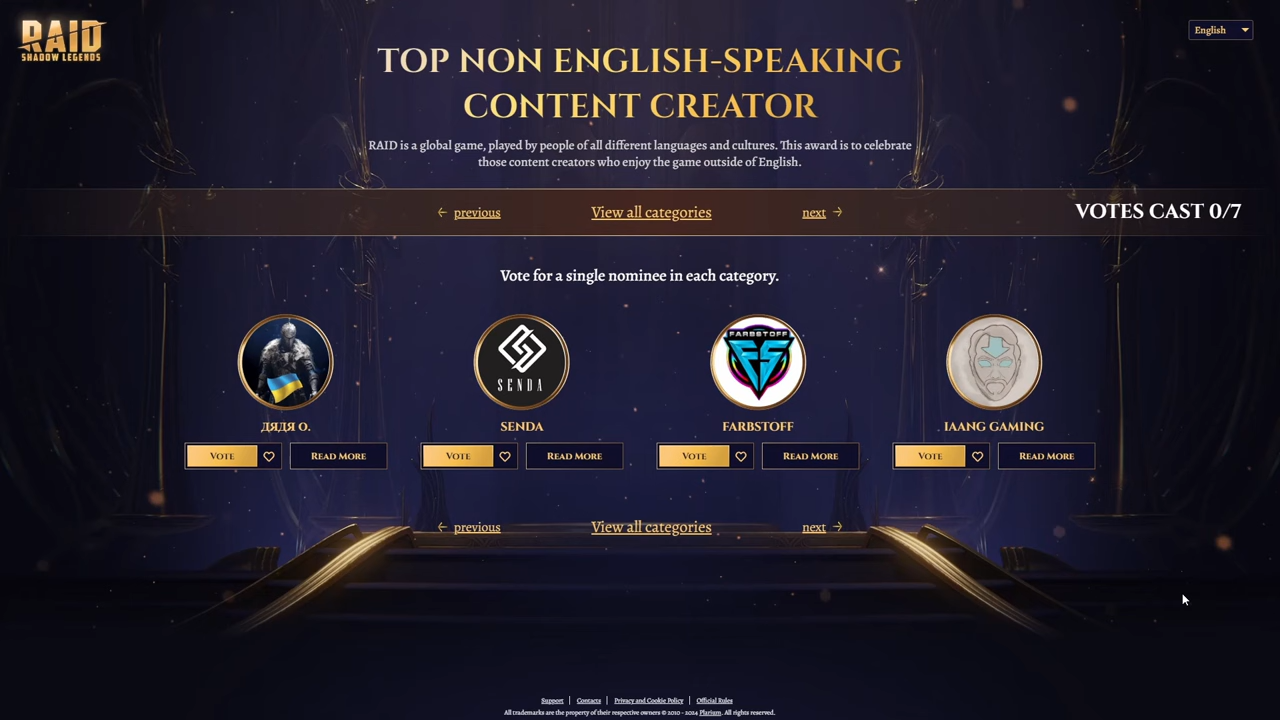 RAID
SHADOW LEGENDS
English
TOP NON ENGLISH-SPEAKING
CONTENT CREATOR
RAID is a global game, played by people of all different languages and cultures. This award is to celebrate
those content creators who enjoy the game outside of English.
← previous View all categories next →
VOTES CAST 0/7
Vote for a single nominee in each category.
SENDA
FARBSTOFF
FS
ДЯДЯ О. SENDA FARBSTOFF IAANG GAMING
Vote Read More Vote Read More Vote Read More Vote Read More
← previous View all categories next →
Support | Contacts | Privacy and Cookie Policy | Official Rules
All trademarks are the property of their respective owners © 2010 - 2024 Plarium. All rights reserved.